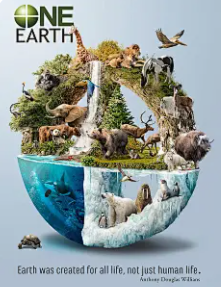 ONE
EARTH
Earth was created for all life, not just human life.
Anthony Douglas Williams